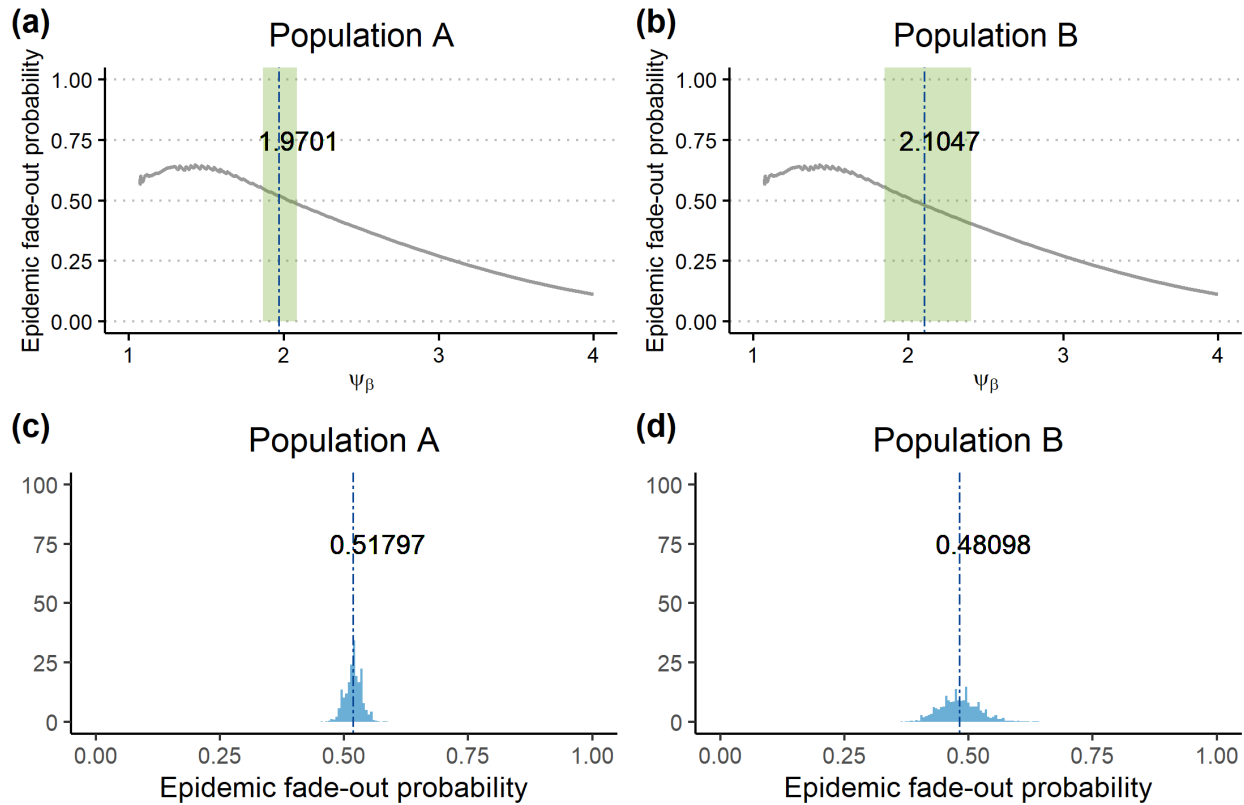 (a)
Population A
Epidemic fade-out probability
1.00
0.75
0.50
0.25
0.00
1.9701
1 2 3 4
ψβ
(b)
Population B
Epidemic fade-out probability
1.00
0.75
0.50
0.25
0.00
2.1047
1 2 3 4
ψβ
(c)
Population A
100
75
50
25
0
0.51797
0.00 0.25 0.50 0.75 1.00
Epidemic fade-out probability
(d)
Population B
100
75
50
25
0
0.48098
0.00 0.25 0.50 0.75 1.00
Epidemic fade-out probability